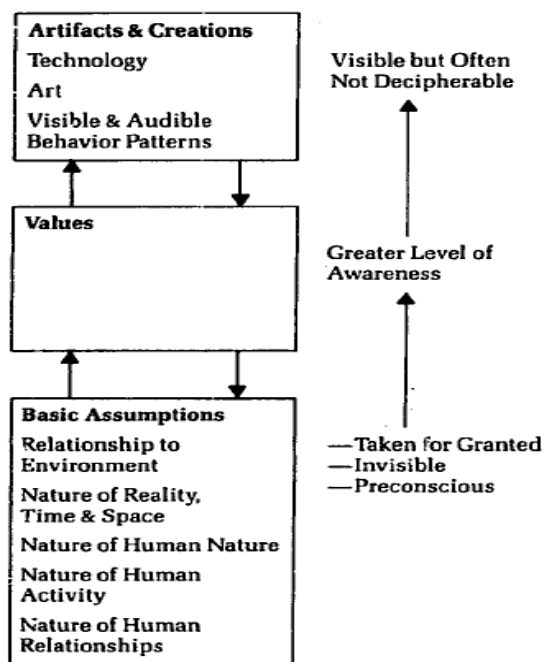 Artifacts & Creations
Technology
Art
Visible & Audible
Behavior Patterns
Visible but Often
Not Decipherable
Values
Greater Level of
Awareness
Basic Assumptions
Relationship to
Environment
Nature of Reality,
Time & Space
Nature of Human Nature
Nature of Human
Activity
Nature of Human
Relationships
—Taken for Granted
—Invisible
—Preconscious